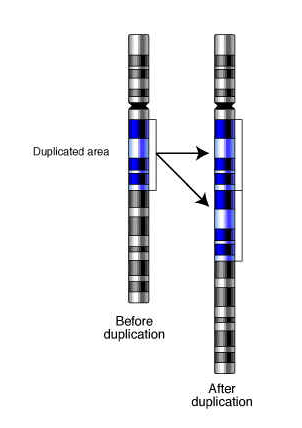 Duplicated area
Before
duplication
After
duplication